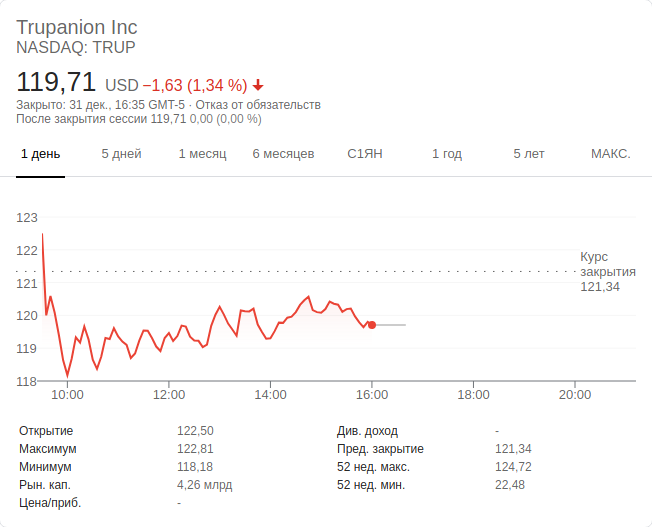 Trupanion Inc
NASDAQ: TRUP
119,71 USD −1,63 (1,34 %)
Закрыто: 31 дек., 16:35 GMT-5 · Отказ от обязательств
После закрытия сессии 119,71 0,00 (0,00 %)
1 день 5 дней 1 месяц 6 месяцев С1ЯН 1 год 5 лет МАКС.
123
122
121
120
119
118
Курс
закрытия
121,34
10:00 12:00 14:00 16:00 18:00 20:00
Открытие 122,50 Див. доход -
Максимум 122,81 Пред. закрытие 121,34
Минимум 118,18 52 нед. макс. 124,72
Рын. кап. 4,26 млрд 52 нед. мин. 22,48
Цена/приб. -